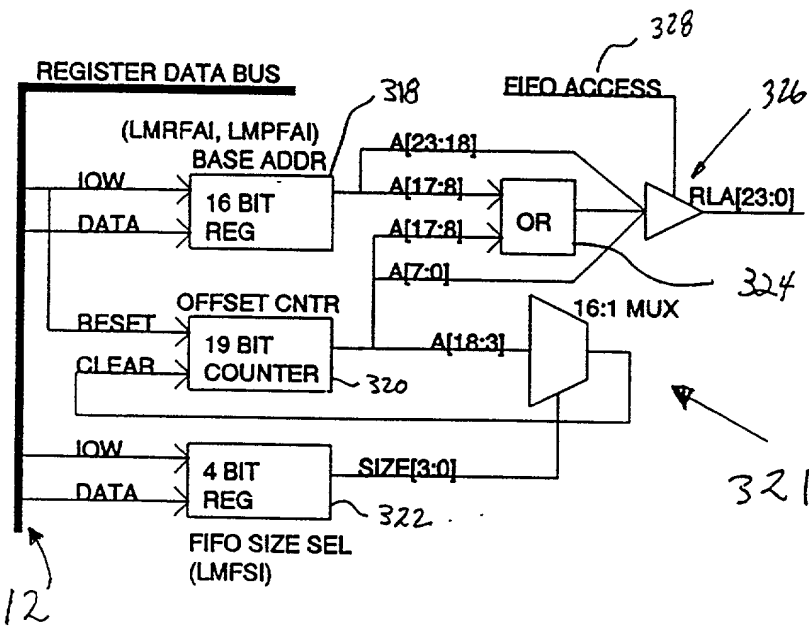 328
REGISTER DATA BUS
FIFO ACCESS
318
326
(LMRFAI, LMPFAI)
BASE ADDR
A[23:18]
IOW
16 BIT
REG
A[17:8]
OR
RLA[23:0]
DATA
A[17:8]
A[7:0]
324
OFFSET CNTR
16:1 MUX
RESET
19 BIT
COUNTER
A[18:3]
CLEAR
320
IOW
4 BIT
REG
SIZE[3:0]
DATA
322
321
FIFO SIZE SEL
(LMFSI)
12